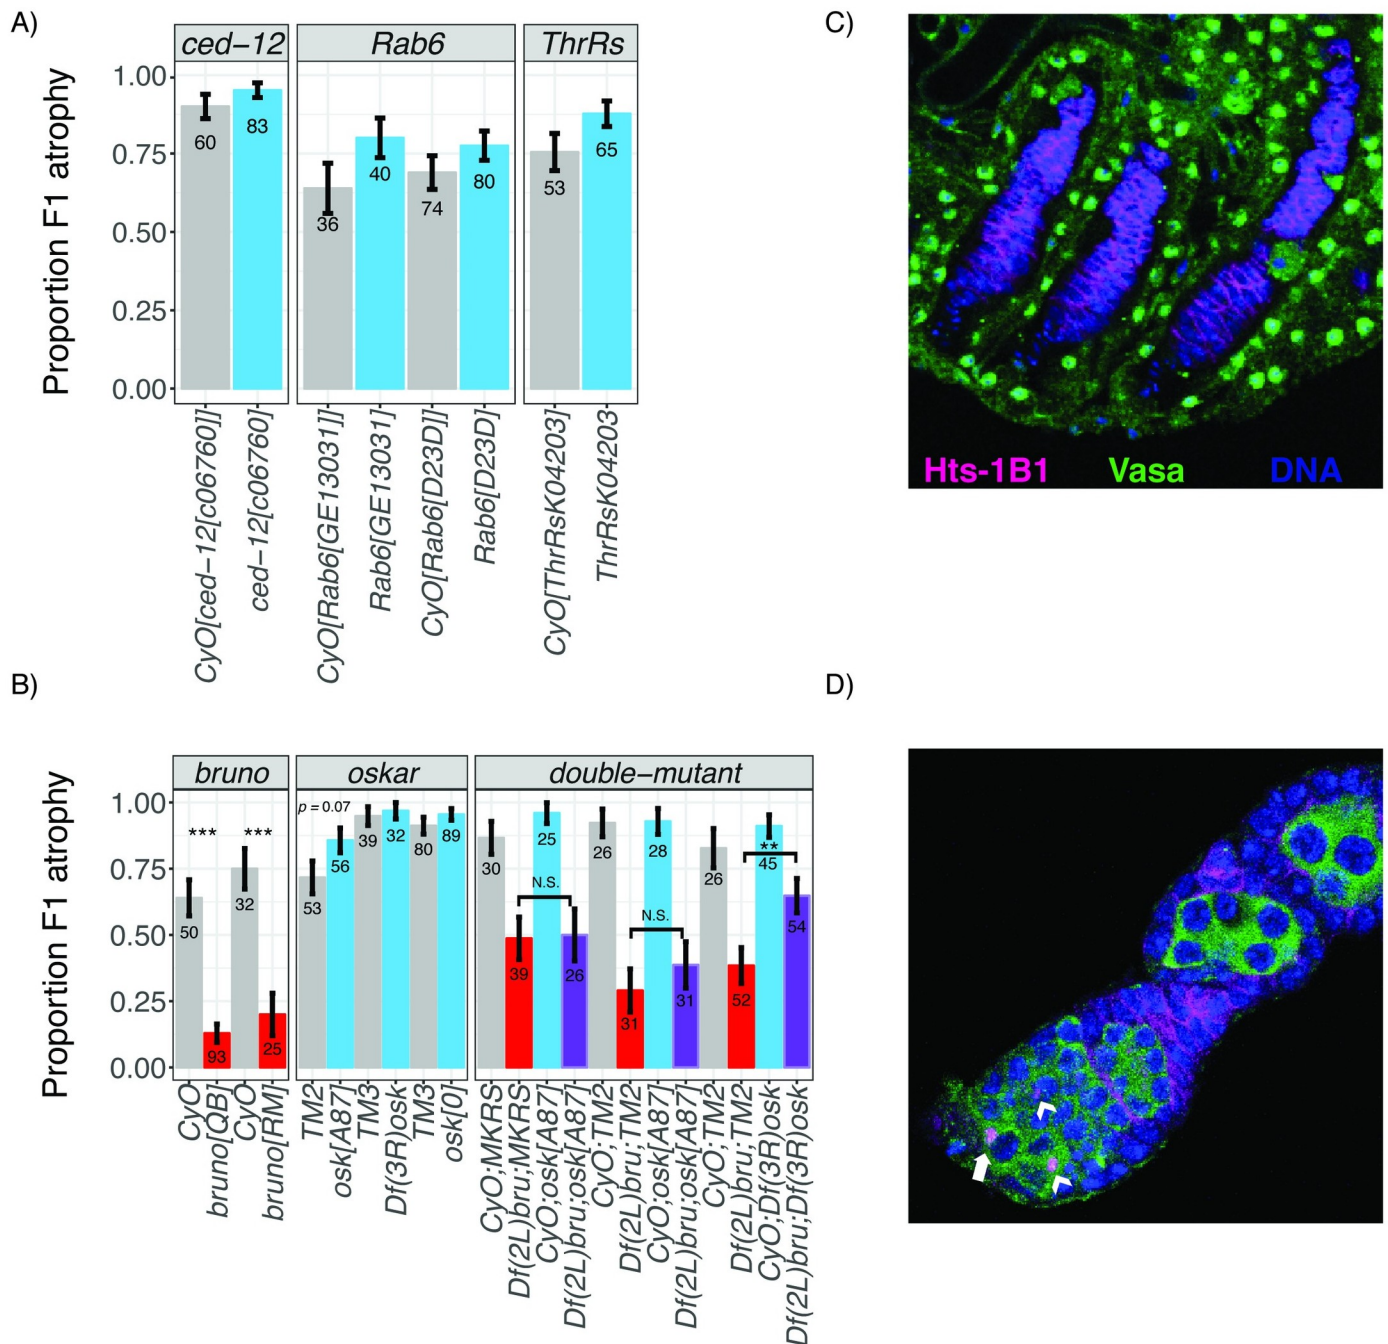 A)
ced−12
Rab6
ThrRs
Proportion F1 atrophy
1.00
0.75
0.50
0.25
0.00
60
83
36
40
74
80
53
65
CyO[ced−12[c06760]]
ced−12[c06760]
CyO[Rab6[GE13031]]
Rab6[GE13031]
CyO[Rab6[D23D]]
Rab6[D23D]
CyO[ThrRsK04203]
ThrRsK04203
C)
Hts-1B1
Vasa
DNA
B)
bruno
oskar
double−mutant
Proportion F1 atrophy
1.00
0.75
0.50
0.25
0.00
***
***
p = 0.07
N.S.
N.S.
**
50
93
32
25
53
56
39
32
80
89
30
39
25
26
26
31
28
31
26
52
45
54
CyO
bruno[QB]
CyO
bruno[RM]
TM2
osk[A87]
TM3
Df(3R)osk
TM3
osk[0]
CyO;MKRS
Df(2L)bru;MKRS
CyO;osk[A87]
Df(2L)bru;osk[A87]
CyO;TM2
Df(2L)bru;TM2
CyO;osk[A87]
Df(2L)bru;osk[A87]
CyO;TM2
Df(2L)bru;TM2
CyO;Df(3R)osk
Df(2L)bru;Df(3R)osk
D)